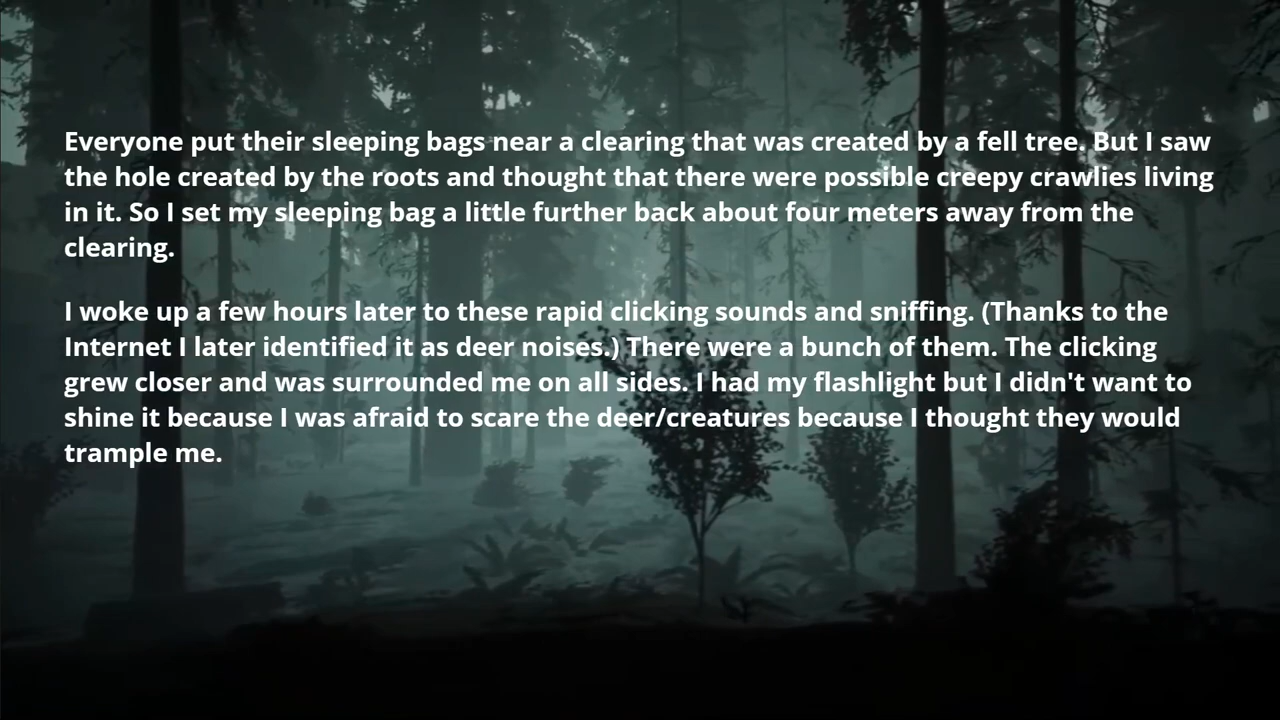 Everyone put their sleeping bags near a clearing that was created by a fell tree. But I saw
the hole created by the roots and thought that there were possible creepy crawlies living
in it. So I set my sleeping bag a little further back about four meters away from the
clearing.
I woke up a few hours later to these rapid clicking sounds and sniffing. (Thanks to the
Internet I later identified it as deer noises.) There were a bunch of them. The clicking
grew closer and was surrounded me on all sides. I had my flashlight but I didn't want to
shine it because I was afraid to scare the deer/creatures because I thought they would
trample me.